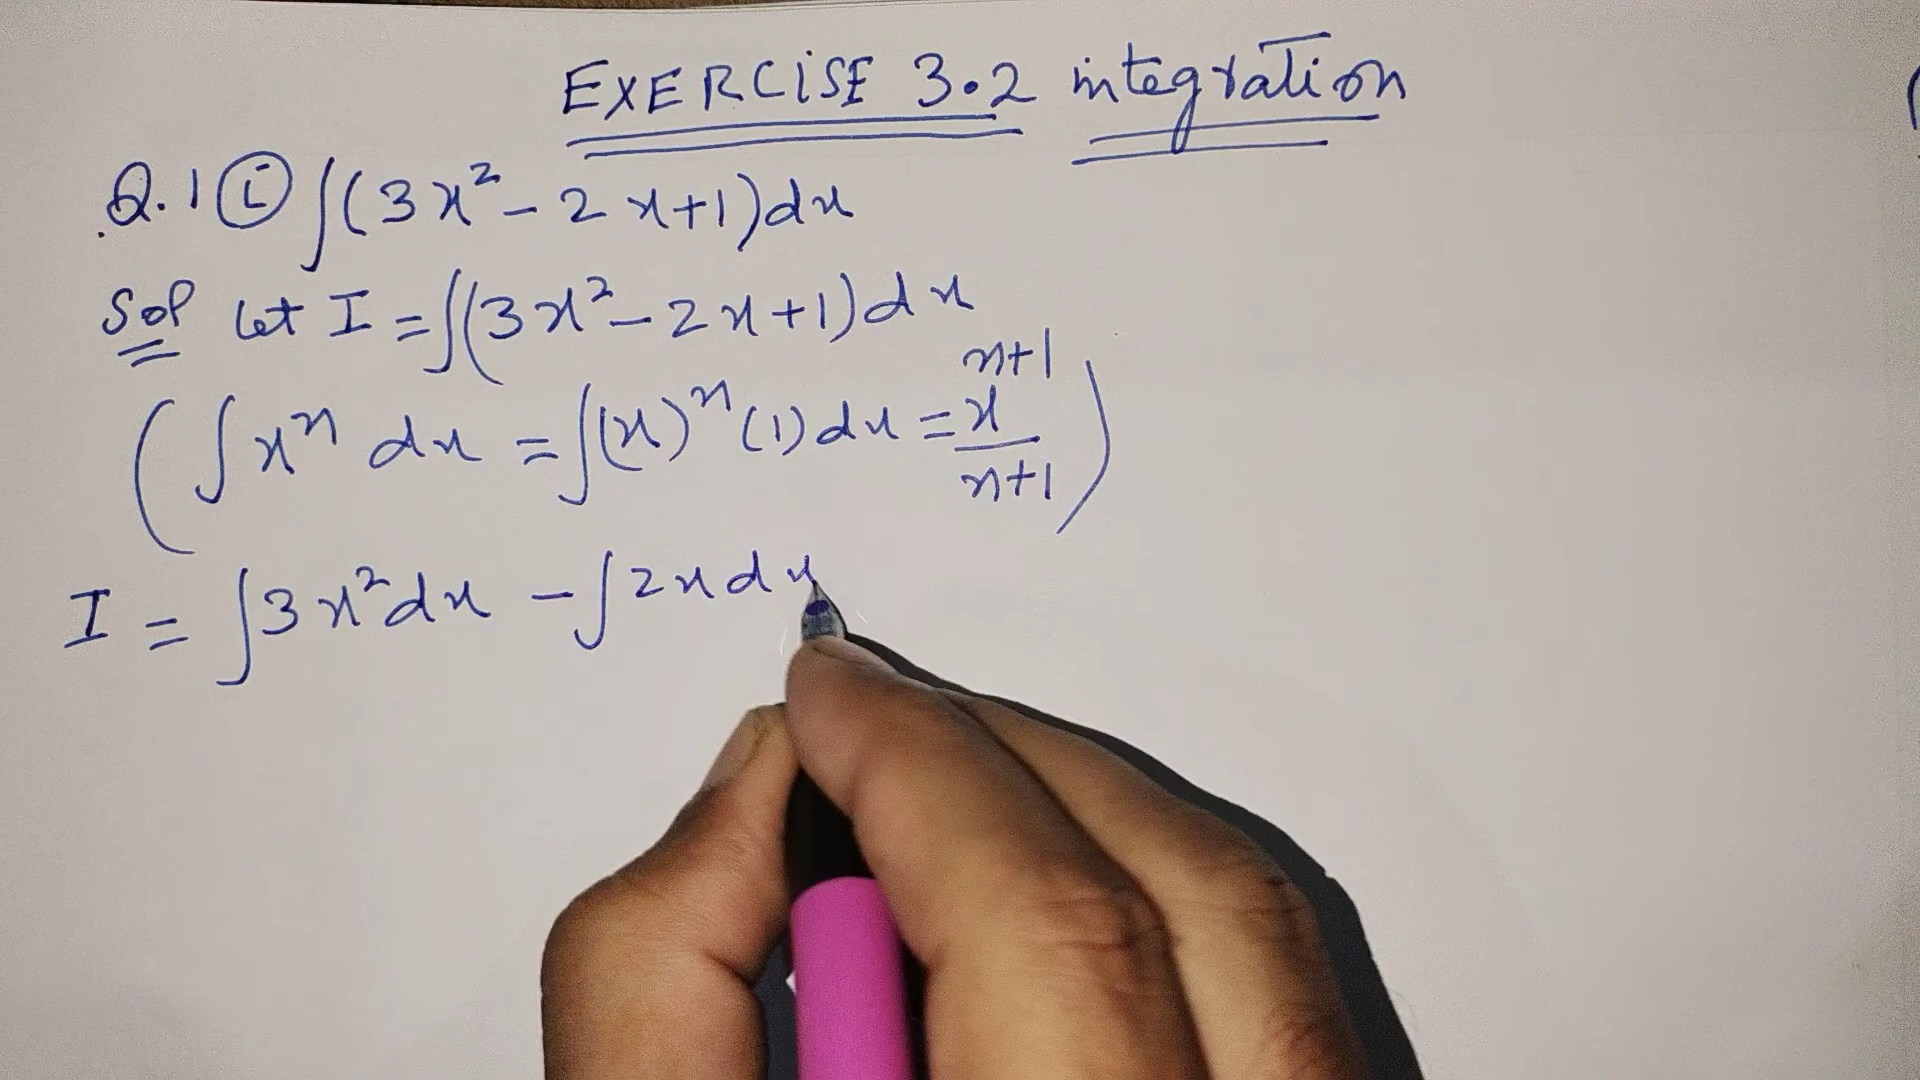 EXERCISE 3.2 integration
Q.1 (i) ∫(3x² - 2x+1)dx
Sol let I = ∫(3x² - 2x+1)dx
(∫xⁿ dx = ∫(x)ⁿ (1) dx = xⁿ⁺¹/n+1)
I = ∫3x²dx - ∫2xdx